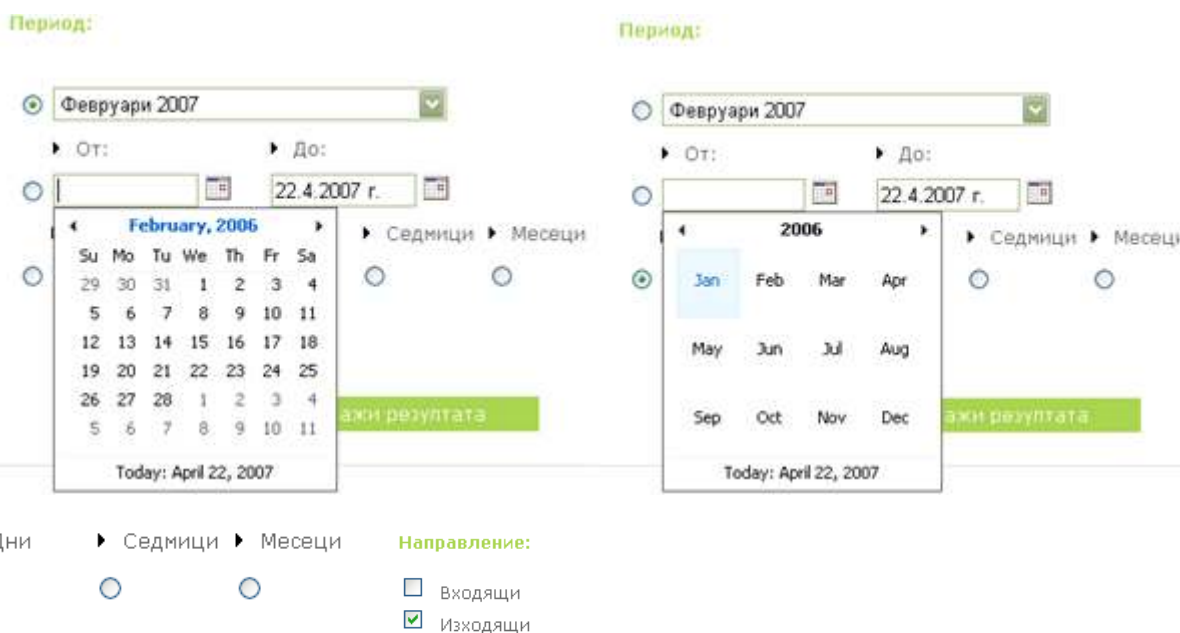 Период:
Февруари 2007
От: До:
22.4.2007 г.
February, 2006
Su Mo Tu We Th Fr Sa
29 30 31 1 2 3 4
5 6 7 8 9 10 11
12 13 14 15 16 17 18
19 20 21 22 23 24 25
26 27 28 1 2 3 4
5 6 7 8 9 10 11
Today: April 22, 2007
Седмици Месеци
резултата
Период:
Февруари 2007
От: До:
22.4.2007 г.
2006
Jan Feb Mar Apr
May Jun Jul Aug
Sep Oct Nov Dec
Today: April 22, 2007
Седмици Месеци
резултата
Дни Седмици Месеци
Направление:
Входящи
Изходящи